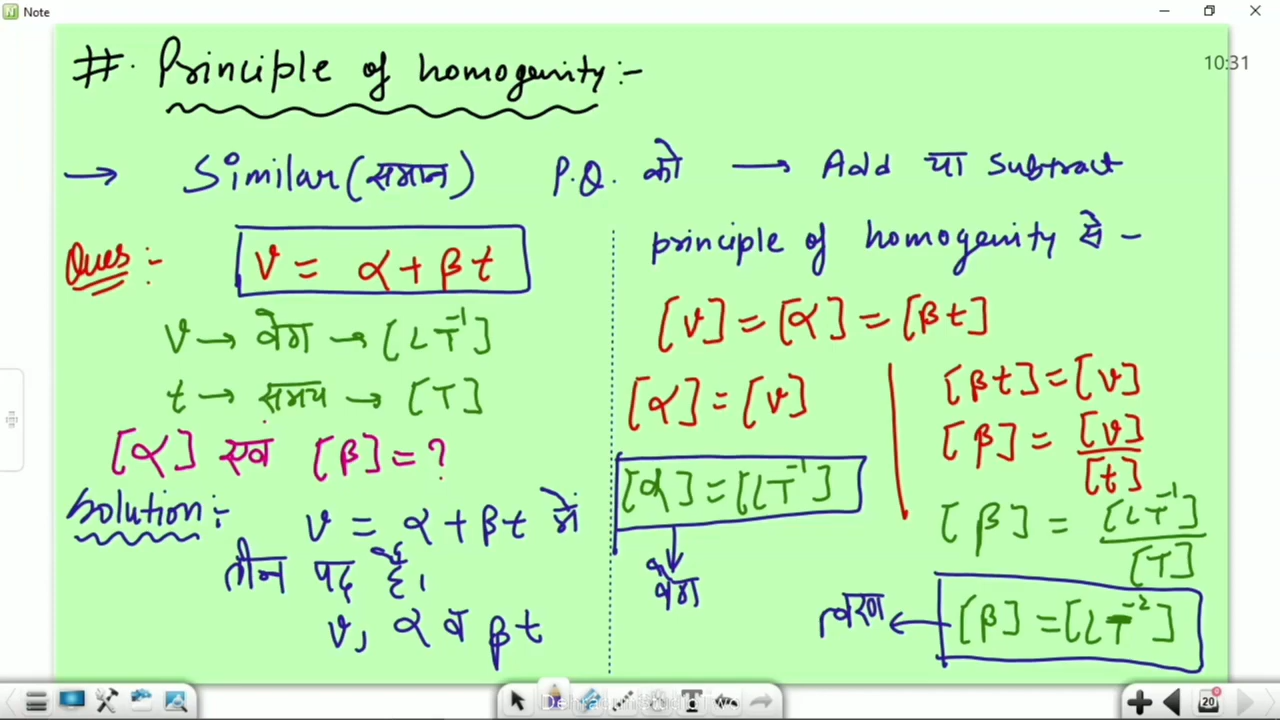 Note
10:31
#. Principle of homogenity:-
→ Similar (समान) P.Q. को → Add या subtract
Ques :-
v = α + βt
v → वेग → [LT⁻¹]
t → समय → [T]
[α] एवं [β] = ?
Solution :-
v = α + βt में
तीन पद हैं।
v, α व βt
principle of homogenity से -
[v] = [α] = [βt]
[α] = [v]
[α] = [LT⁻¹]
वेग
[βt] = [v]
[β] = [v]/[t]
[β] = [LT⁻¹]/[T]
[β] = [LT⁻²]
त्वरण
20